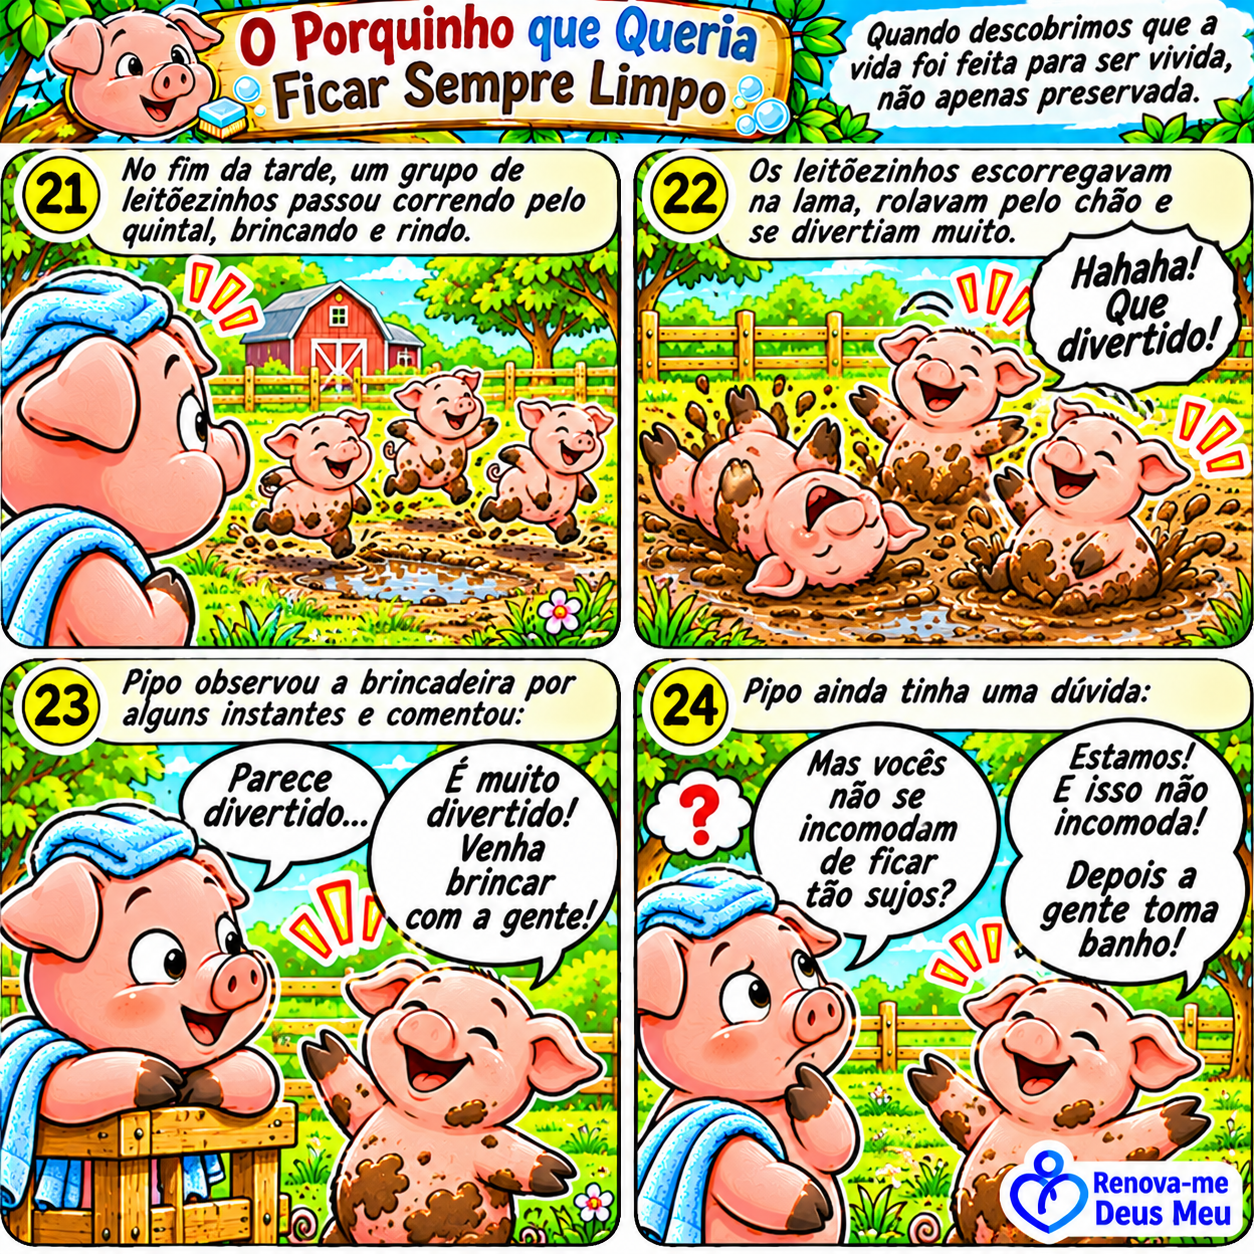 O Porquinho que Queria
Ficar Sempre Limpo
Quando descobrimos que a
vida foi feita para ser vivida,
não apenas preservada.
21
No fim da tarde, um grupo de
leitõezinhos passou correndo pelo
quintal, brincando e rindo.
22
Os leitõezinhos escorregavam
na lama, rolavam pelo chão e
se divertiam muito.
Hahaha!
Que
divertido!
23
Pipo observou a brincadeira por
alguns instantes e comentou:
Parece
divertido...
É muito
divertido!
Venha
brincar
com a gente!
24
Pipo ainda tinha uma dúvida:
?
Mas vocês
não se
incomodam
de ficar
tão sujos?
Estamos!
E isso não
incomoda!
Depois a
gente toma
banho!
Renova-me
Deus Meu